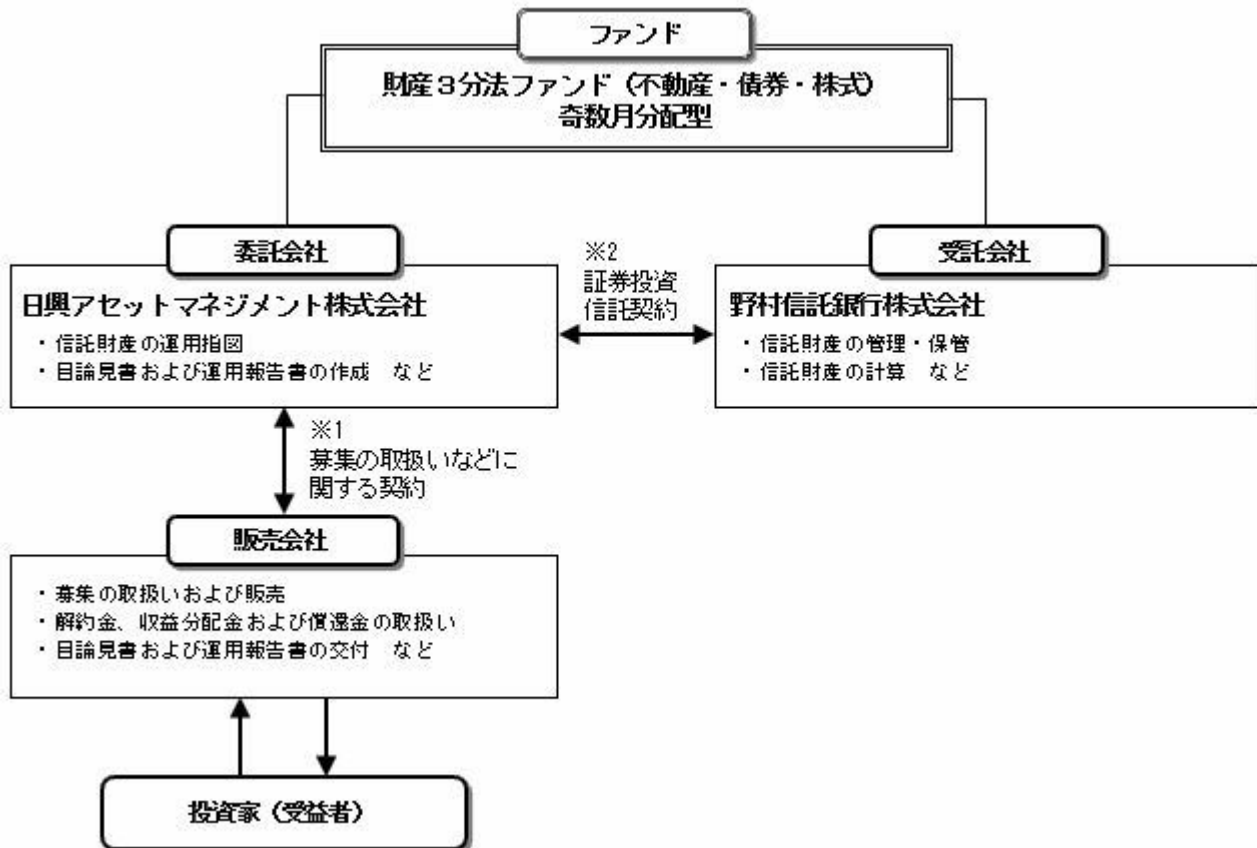 ファンド
財産3分法ファンド（不動産・債券・株式）
奇数月分配型
委託会社
日興アセットマネジメント株式会社
・信託財産の運用指図
・目論見書および運用報告書の作成　など
※2
証券投資
信託契約
受託会社
野村信託銀行株式会社
・信託財産の管理・保管
・信託財産の計算　など
※1
募集の取扱いなどに
関する契約
販売会社
・募集の取扱いおよび販売
・解約金、収益分配金および償還金の取扱い
・目論見書および運用報告書の交付　など
投資家（受益者）